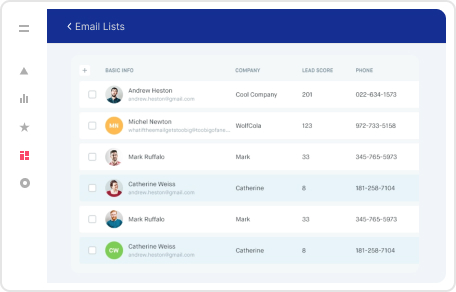 Email Lists
+ BASIC INFO COMPANY LEAD SCORE PHONE
Andrew Heston Cool Company 201 022-634-1573
andrew.heston@gmail.com
MN Michel Newton WolfCola 123 972-733-5158
Mark Ruffalo Mark 33 345-765-5973
Catherine Weiss Catherine 8 181-258-7104
andrew.heston@gmail.com
Mark Ruffalo Mark 33 345-765-5973
CW Catherine Weiss Catherine 8 181-258-7104
andrew.heston@gmail.com